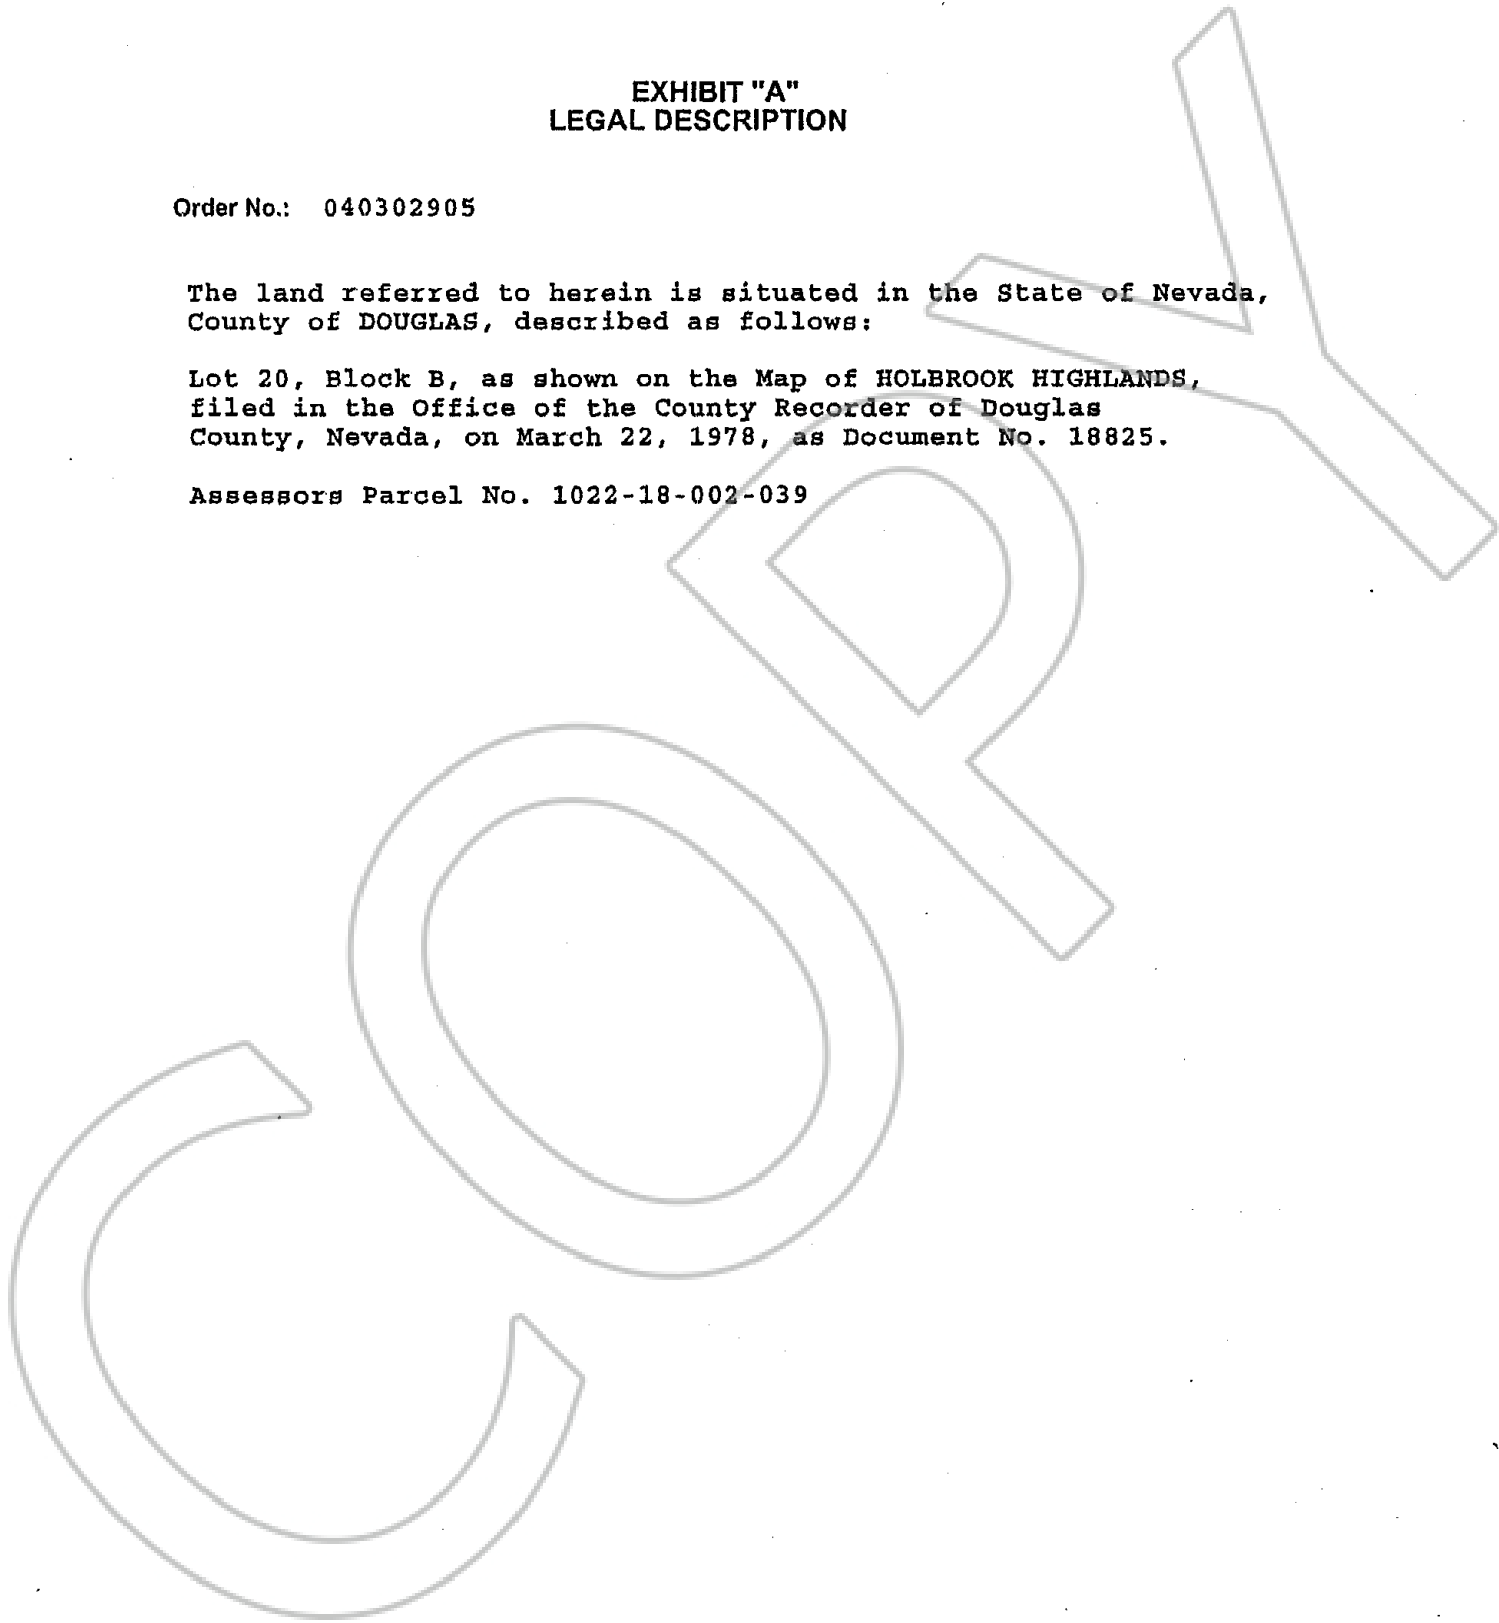 EXHIBIT "A"
LEGAL DESCRIPTION
Order No.: 040302905
The land referred to herein is situated in the State of Nevada,
County of DOUGLAS, described as follows:
Lot 20, Block B, as shown on the Map of HOLBROOK HIGHLANDS,
filed in the Office of the County Recorder of Douglas
County, Nevada, on March 22, 1978, as Document No. 18825.
Assessors Parcel No. 1022-18-002-039
COPY